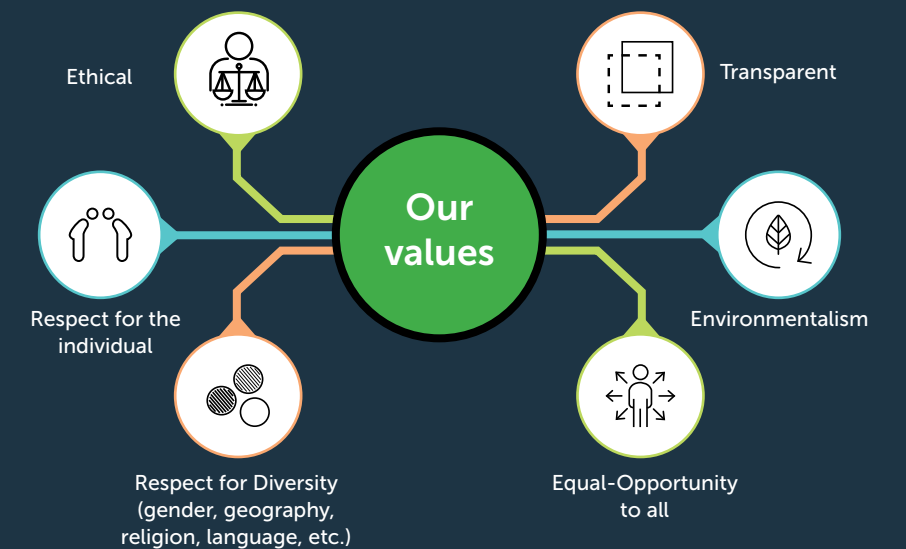 Our
values
Ethical
Transparent
Respect for the
individual
Environmentalism
Respect for Diversity
(gender, geography,
religion, language, etc.)
Equal-Opportunity
to all